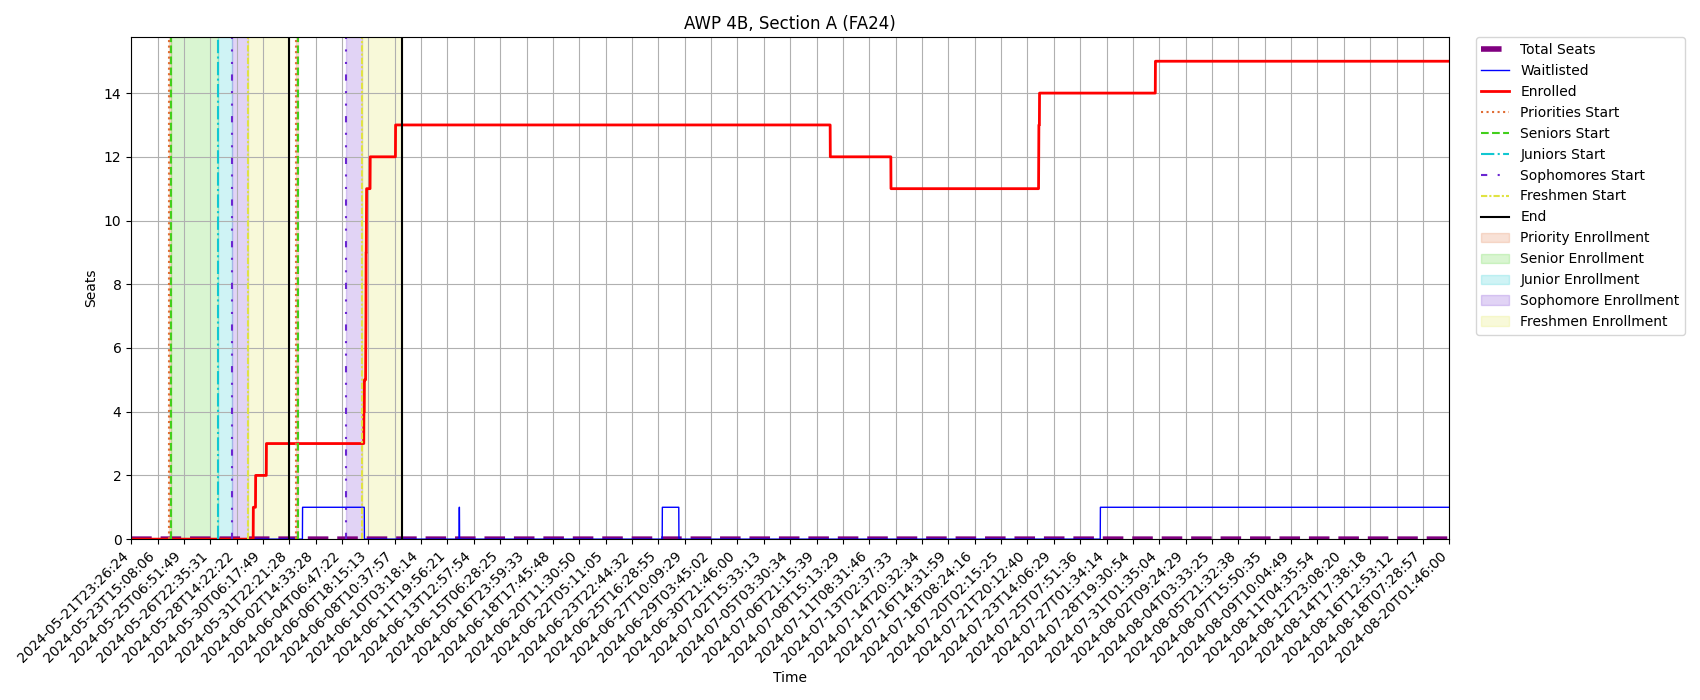 AWP 4B, Section A (FA24)
Total Seats
Waitlisted
Enrolled
Priorities Start
Seniors Start
Juniors Start
Sophomores Start
Freshmen Start
End
Priority Enrollment
Senior Enrollment
Junior Enrollment
Sophomore Enrollment
Freshmen Enrollment
Seats
14
12
10
8
6
4
2
0
2024-05-21T23:26:24
2024-05-23T15:08:06
2024-05-25T06:51:49
2024-05-26T22:35:31
2024-05-28T14:22:22
2024-05-30T06:17:49
2024-05-31T22:21:28
2024-06-02T14:33:28
2024-06-04T06:47:22
2024-06-06T18:15:13
2024-06-08T10:37:57
2024-06-10T03:18:14
2024-06-11T19:56:21
2024-06-13T12:57:54
2024-06-15T06:28:25
2024-06-16T23:59:33
2024-06-18T17:45:48
2024-06-20T11:30:50
2024-06-22T05:11:05
2024-06-23T22:44:32
2024-06-25T16:28:55
2024-06-27T10:09:29
2024-06-29T03:45:02
2024-06-30T21:46:00
2024-07-02T15:33:13
2024-07-05T03:30:34
2024-07-06T21:15:39
2024-07-08T15:13:29
2024-07-11T08:31:46
2024-07-13T02:37:33
2024-07-14T20:32:34
2024-07-16T14:31:59
2024-07-18T08:24:16
2024-07-20T02:15:25
2024-07-21T20:12:40
2024-07-23T14:06:29
2024-07-25T07:51:36
2024-07-27T01:34:14
2024-07-28T19:30:54
2024-07-31T01:35:04
2024-08-02T09:24:29
2024-08-04T03:33:25
2024-08-05T21:32:38
2024-08-07T15:50:35
2024-08-09T10:04:49
2024-08-11T04:35:54
2024-08-12T23:08:20
2024-08-14T17:38:18
2024-08-16T12:53:12
2024-08-18T07:28:57
2024-08-20T01:46:00
Time